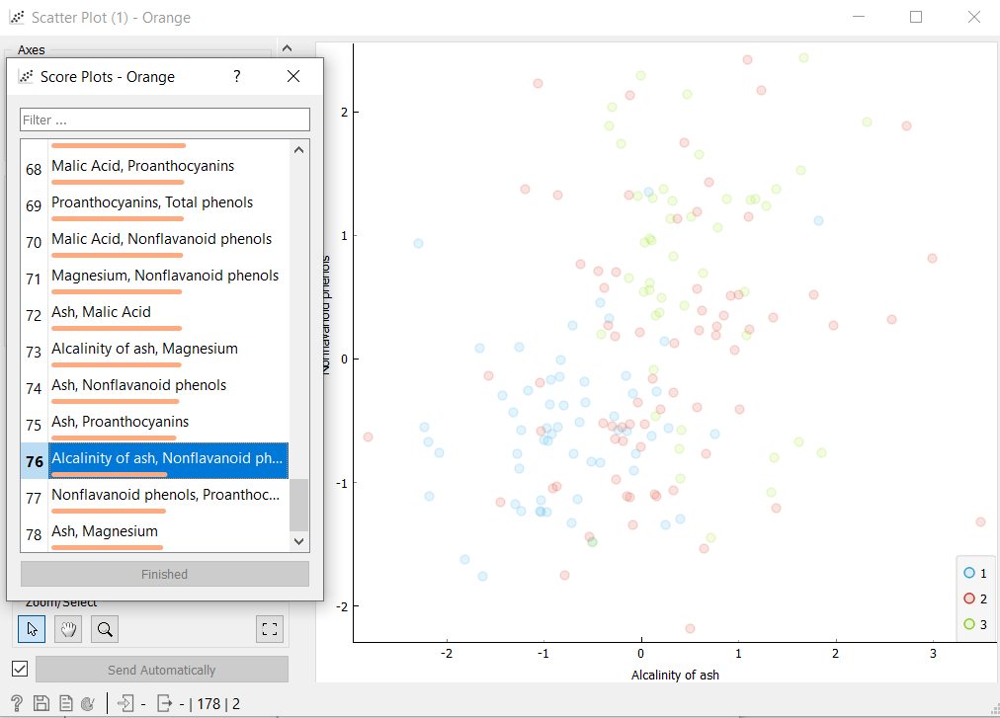 Scatter Plot (1) - Orange
Axes
Score Plots - Orange
?
Filter ...
68 Malic Acid, Proanthocyanins
69 Proanthocyanins, Total phenols
70 Malic Acid, Nonflavanoid phenols
71 Magnesium, Nonflavanoid phenols
72 Ash, Malic Acid
73 Alcalinity of ash, Magnesium
74 Ash, Nonflavanoid phenols
75 Ash, Proanthocyanins
76 Alcalinity of ash, Nonflavanoid ph...
77 Nonflavanoid phenols, Proanthoc...
78 Ash, Magnesium
Finished
Zoom/Select
Send Automatically
? - - | 178 | 2
Nonflavanoid phenols
2
1
0
-1
-2
-2 -1 0 1 2 3
Alcalinity of ash
1
2
3